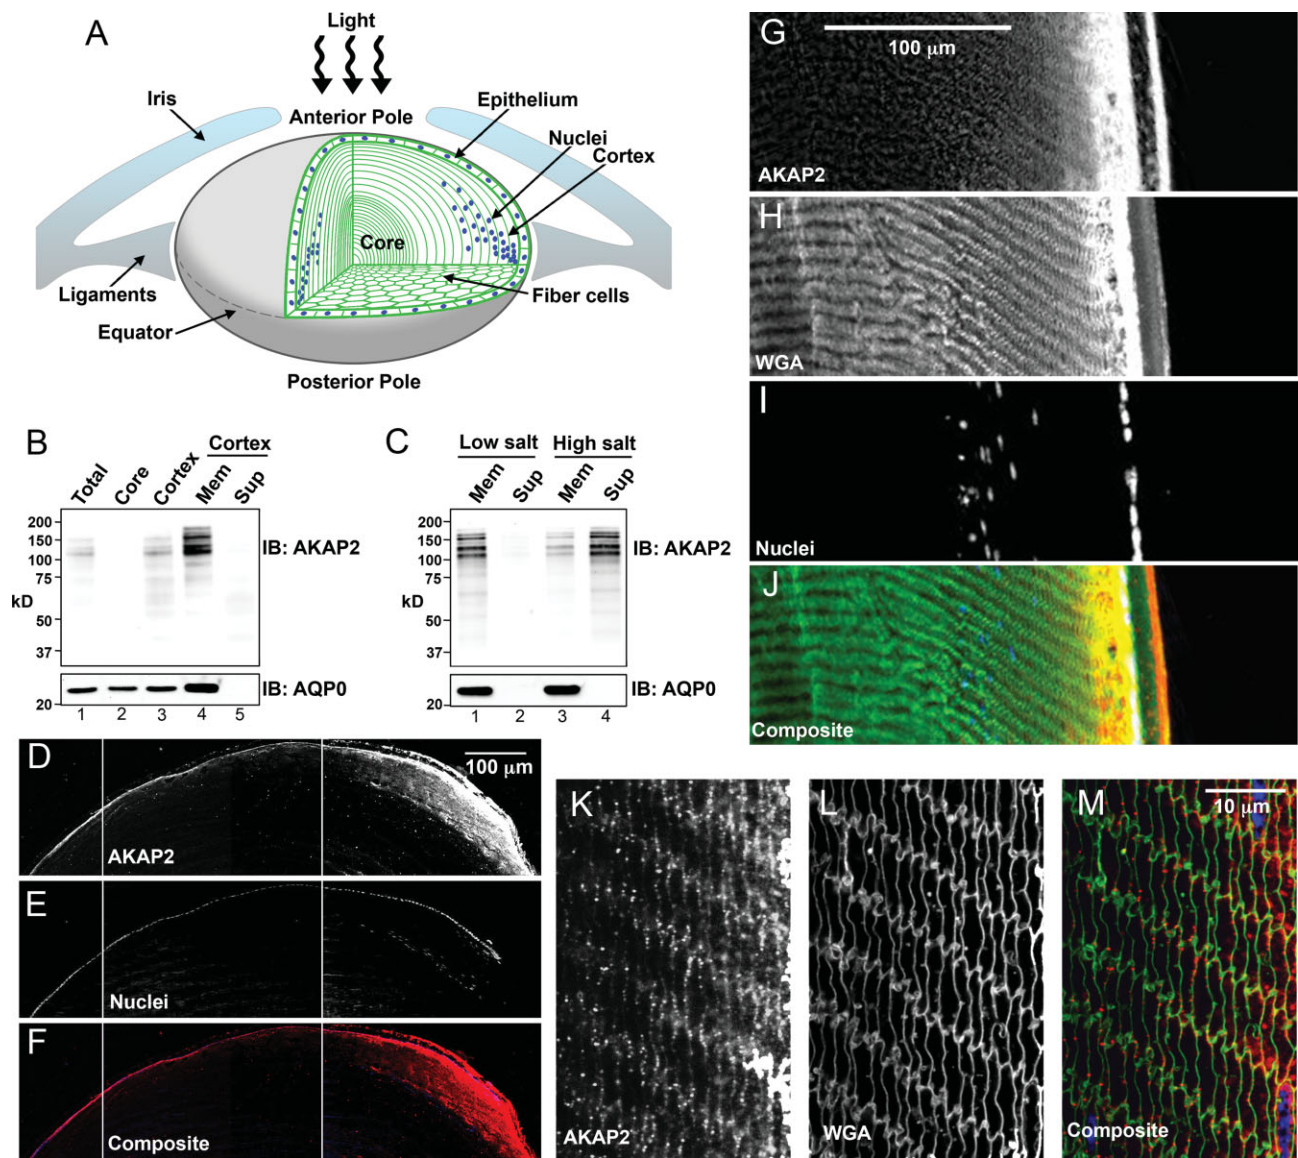 A
Light
Iris
Anterior Pole
Epithelium
Nuclei
Cortex
Core
Ligaments
Fiber cells
Equator
Posterior Pole
B
Cortex
Total
Core
Cortex
Mem
Sup
200
150
100
75
kD
50
37
20
IB: AKAP2
IB: AQP0
1 2 3 4 5
C
Low salt High salt
Mem
Sup
Mem
Sup
200
150
100
75
kD
50
37
20
IB: AKAP2
IB: AQP0
1 2 3 4
D
100 μm
AKAP2
E
Nuclei
F
Composite
G
100 μm
AKAP2
H
WGA
I
Nuclei
J
Composite
K
AKAP2
L
WGA
M
10 μm
Composite